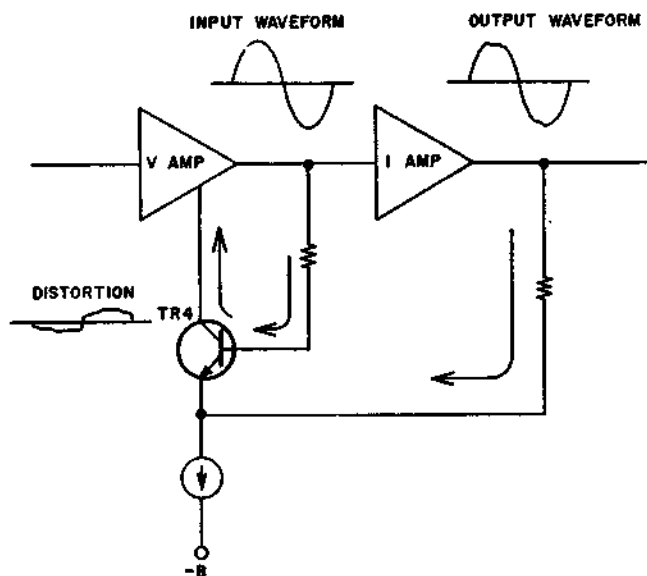 INPUT WAVEFORM
OUTPUT WAVEFORM
V AMP
I AMP
DISTORTION
TR4
-B